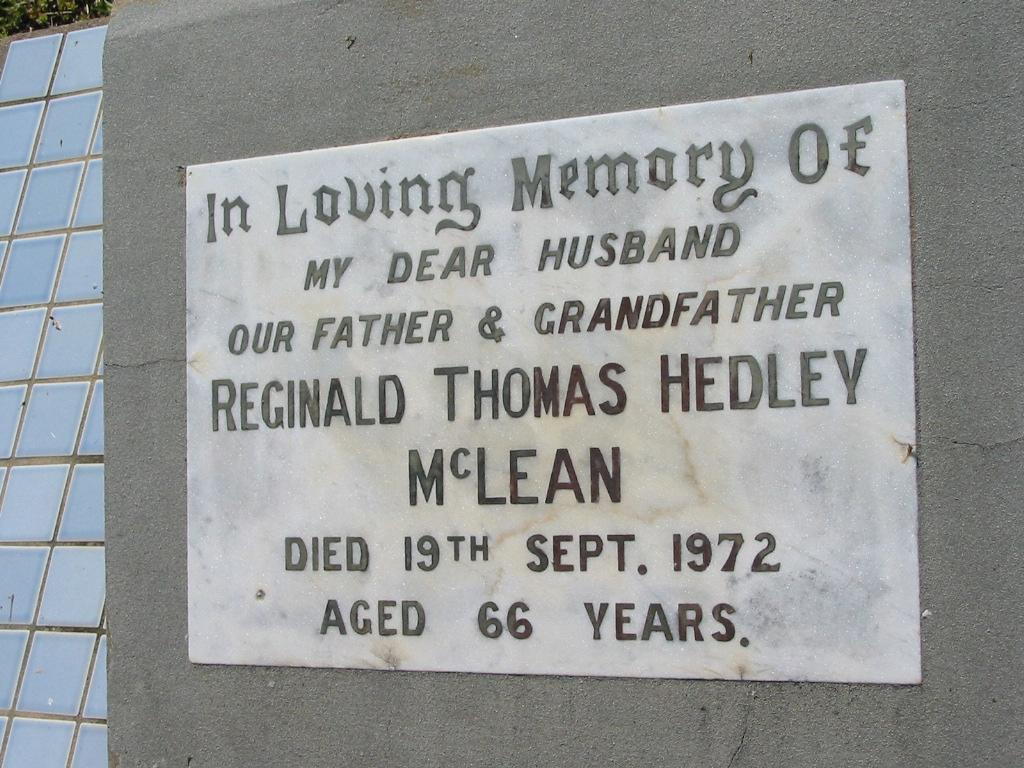 In Loving Memory Of
MY DEAR HUSBAND
OUR FATHER & GRANDFATHER
REGINALD THOMAS HEDLEY
McLEAN
DIED 19TH SEPT. 1972
AGED 66 YEARS.